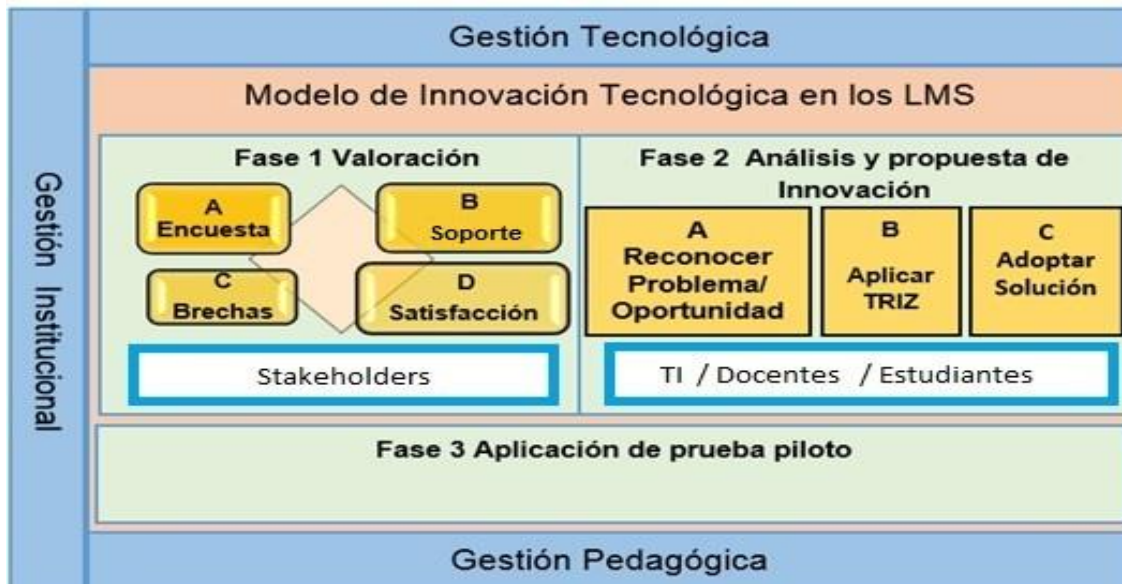 Gestión Tecnológica
Gestión Institucional
Modelo de Innovación Tecnológica en los LMS
Fase 1 Valoración
A
Encuesta
B
Soporte
C
Brechas
D
Satisfacción
Stakeholders
Fase 2 Análisis y propuesta de
Innovación
A
Reconocer
Problema/
Oportunidad
B
Aplicar
TRIZ
C
Adoptar
Solución
TI / Docentes / Estudiantes
Fase 3 Aplicación de prueba piloto
Gestión Pedagógica